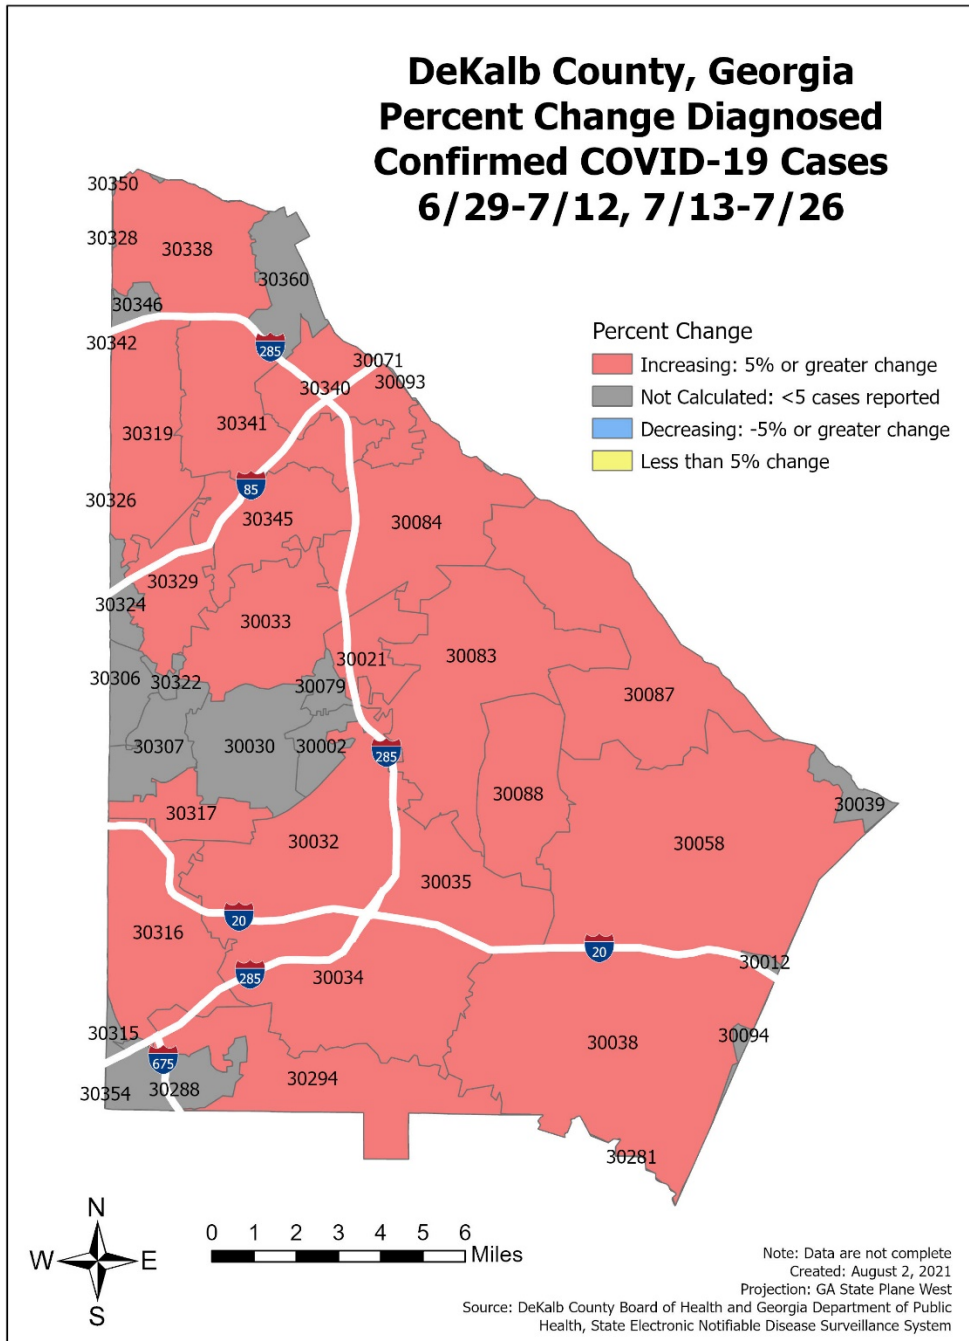 DeKalb County, Georgia
Percent Change Diagnosed
Confirmed COVID-19 Cases
6/29-7/12, 7/13-7/26
30350
30328
30338
30360
30346
30342
285
Percent Change
Increasing: 5% or greater change
Not Calculated: <5 cases reported
Decreasing: -5% or greater change
Less than 5% change
30071
30340
30093
30341
30319
85
30326
30345
30084
30329
30324
30033
30021
30083
30306
30322
30079
30087
30307
30030
30002
285
30088
30039
30317
30032
30058
30035
20
30316
20
30012
285
30034
30315
30038
30094
675
30294
30354
30288
30281
N
W
E
S
0 1 2 3 4 5 6
Miles
Note: Data are not complete
Created: August 2, 2021
Projection: GA State Plane West
Source: DeKalb County Board of Health and Georgia Department of Public
Health, State Electronic Notifiable Disease Surveillance System